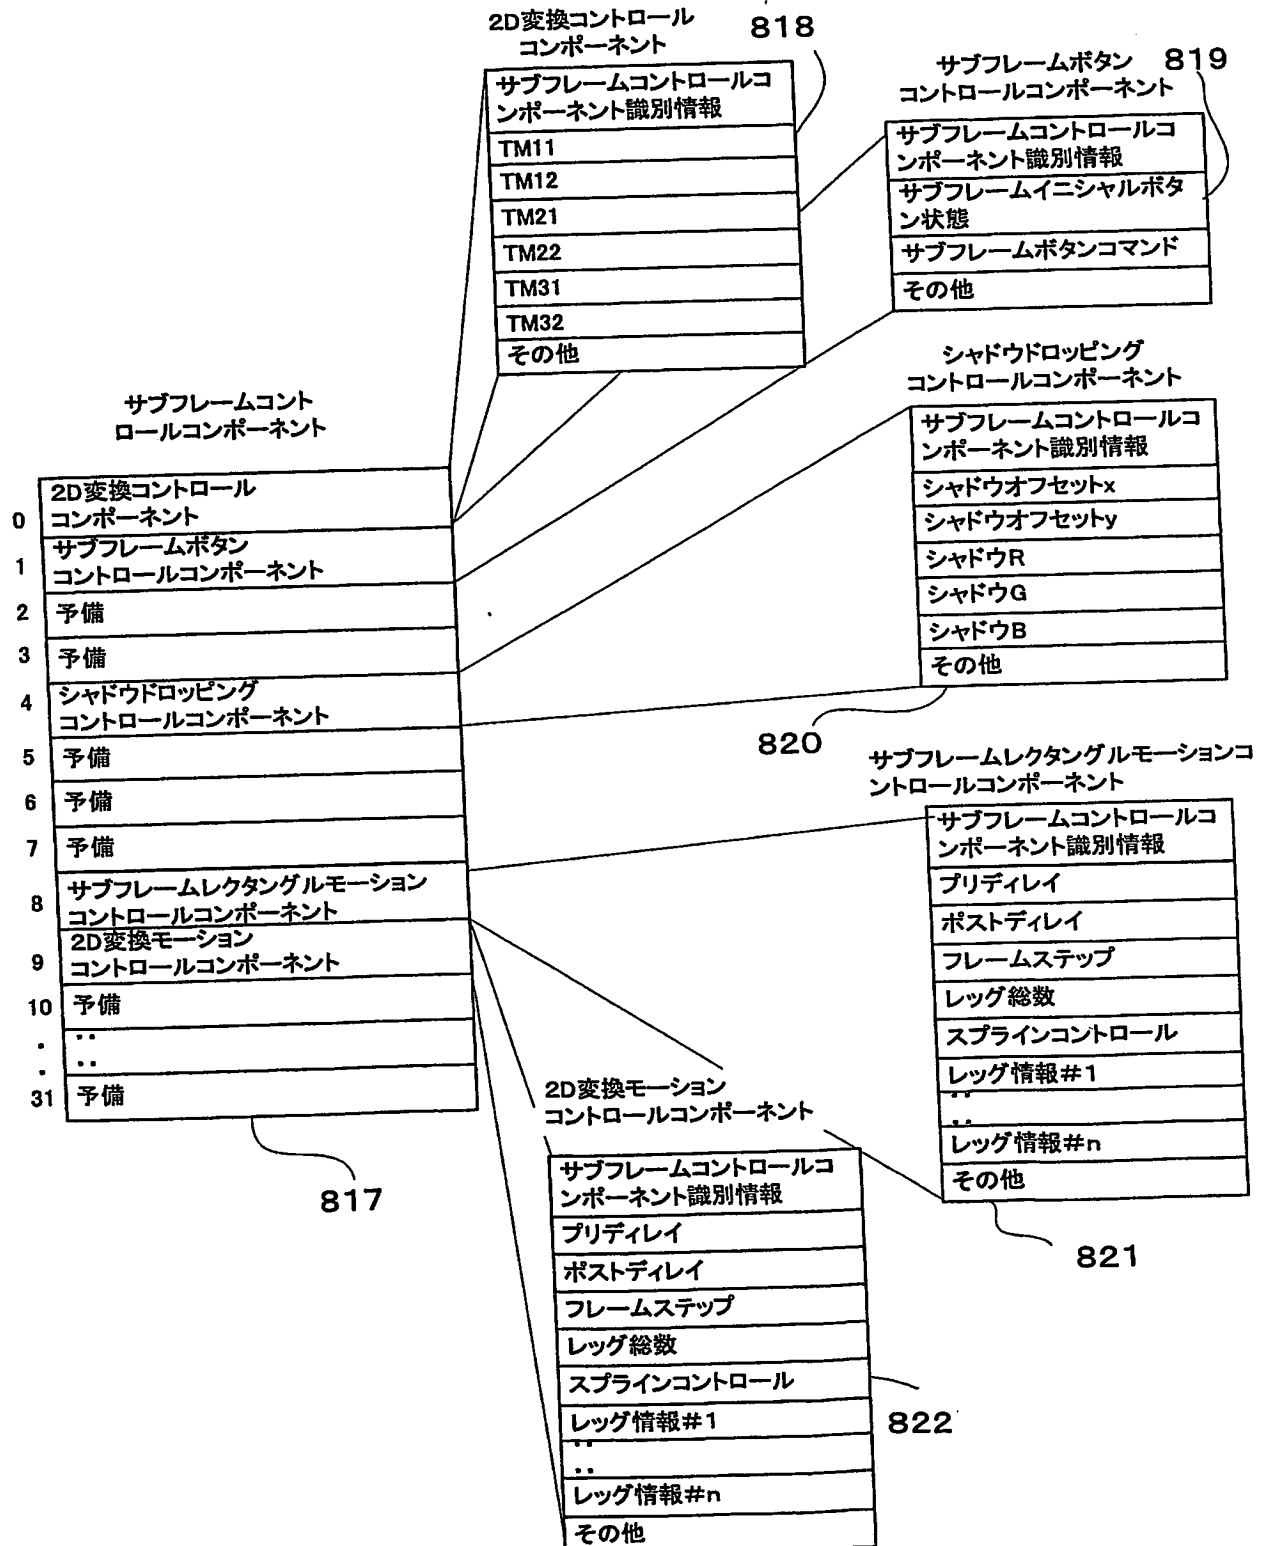 2D変換コントロール
コンポーネント
818
サブフレームコントロールコ
ンポーネント識別情報
TM11
TM12
TM21
TM22
TM31
TM32
その他
サブフレームボタン
コントロールコンポーネント
819
サブフレームコントロールコ
ンポーネント識別情報
サブフレームイニシャルボタ
ン状態
サブフレームボタンコマンド
その他
シャドウドロッピング
コントロールコンポーネント
サブフレームコントロールコ
ンポーネント識別情報
シャドウオフセットx
シャドウオフセットy
シャドウR
シャドウG
シャドウB
その他
820
サブフレームコント
ロールコンポーネント
0
2D変換コントロール
コンポーネント
1
サブフレームボタン
コントロールコンポーネント
2 予備
3 予備
4
シャドウドロッピング
コントロールコンポーネント
5 予備
6 予備
7 予備
8
サブフレームレクタングルモーション
コントロールコンポーネント
9
2D変換モーション
コントロールコンポーネント
10 予備
・ ‥
・ ‥
31 予備
817
サブフレームレクタングルモーションコ
ントロールコンポーネント
サブフレームコントロールコ
ンポーネント識別情報
プリディレイ
ポストディレイ
フレームステップ
レッグ総数
スプラインコントロール
レッグ情報#1
‥
‥
レッグ情報#n
その他
821
2D変換モーション
コントロールコンポーネント
サブフレームコントロールコ
ンポーネント識別情報
プリディレイ
ポストディレイ
フレームステップ
レッグ総数
スプラインコントロール
レッグ情報#1
‥
‥
レッグ情報#n
その他
822